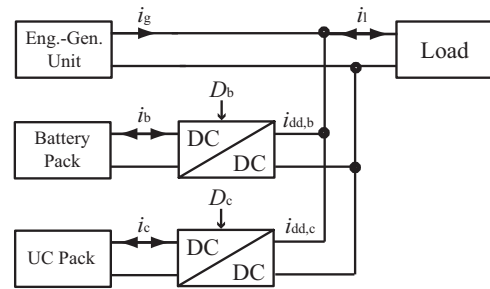 Eng.-Gen.
Unit
i_g
i_l
Load
D_b
Battery
Pack
i_b
DC
DC
i_dd,b
D_c
UC Pack
i_c
DC
DC
i_dd,c